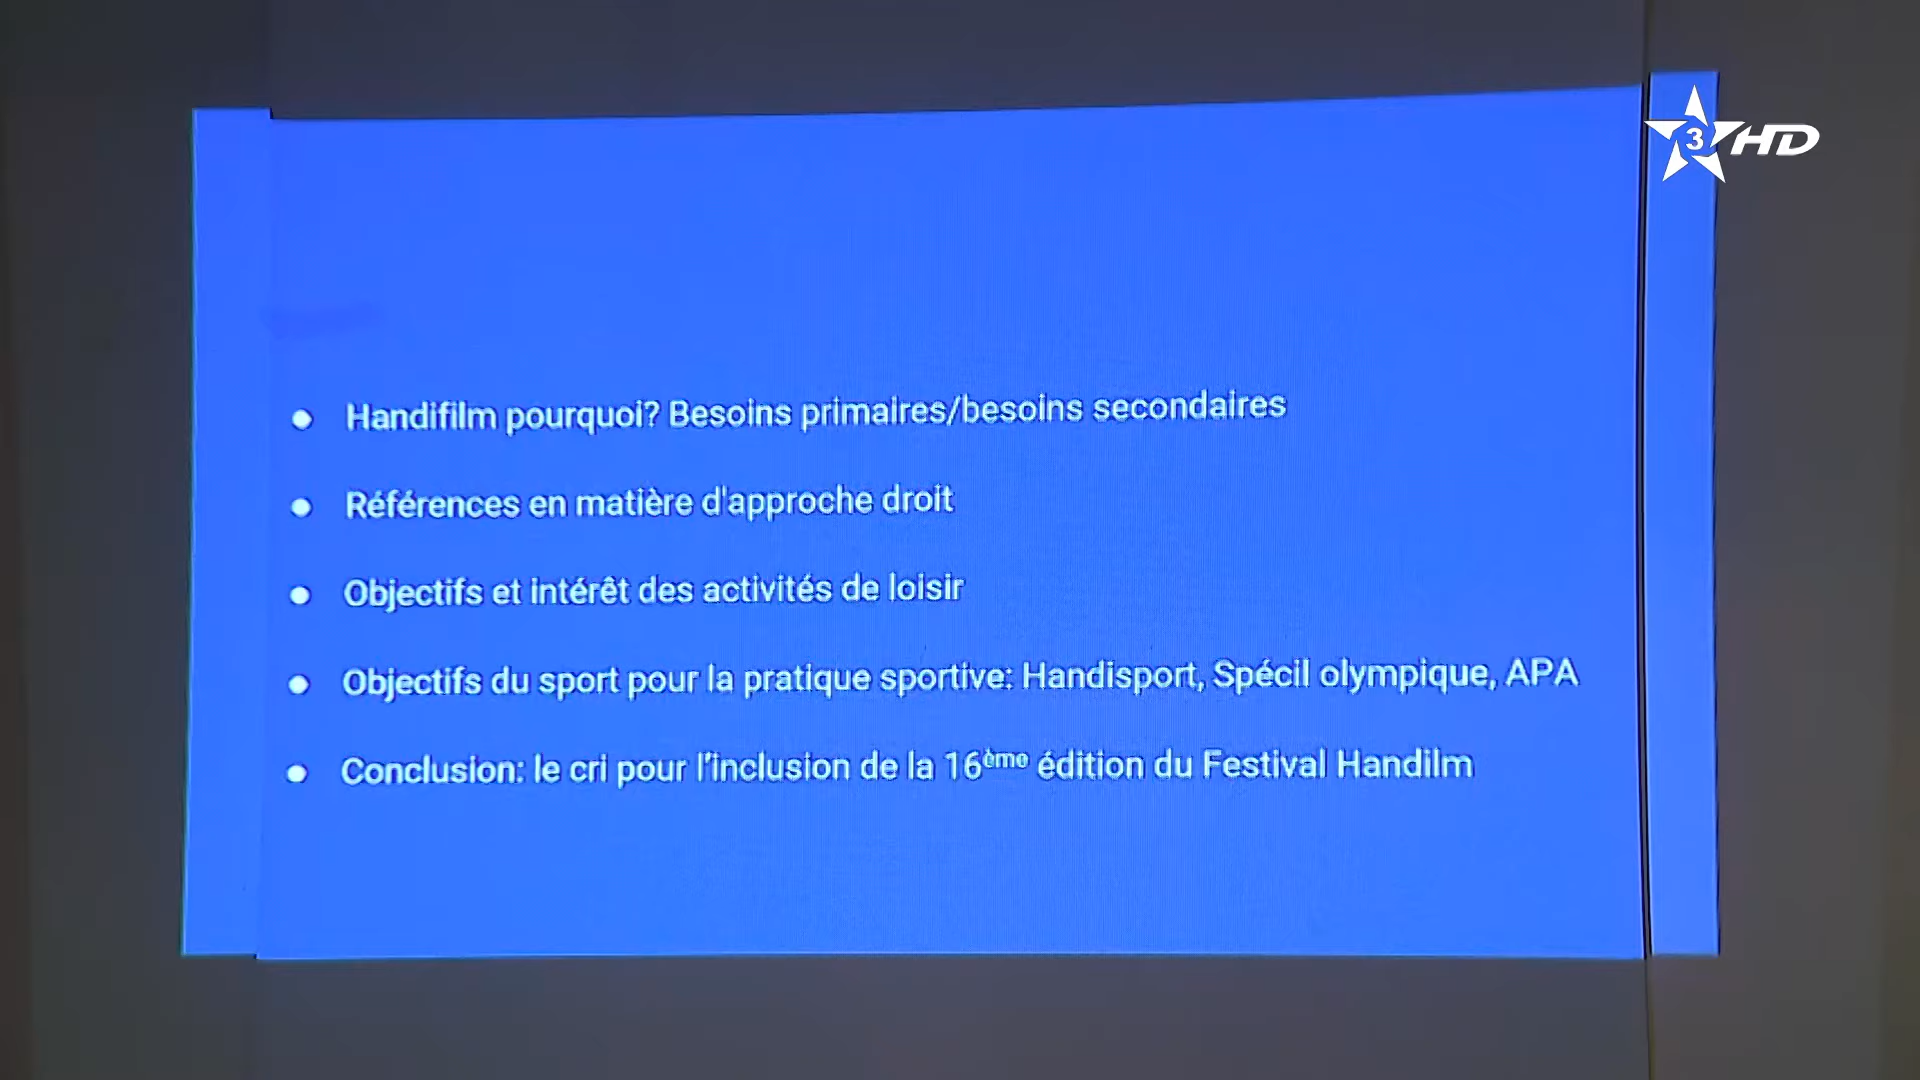 3 HD
Handifilm pourquoi? Besoins primaires/besoins secondaires
Références en matière d'approche droit
Objectifs et intérêt des activités de loisir
Objectifs du sport pour la pratique sportive: Handisport, Spécil olympique, APA
Conclusion: le cri pour l’inclusion de la 16ème édition du Festival Handilm